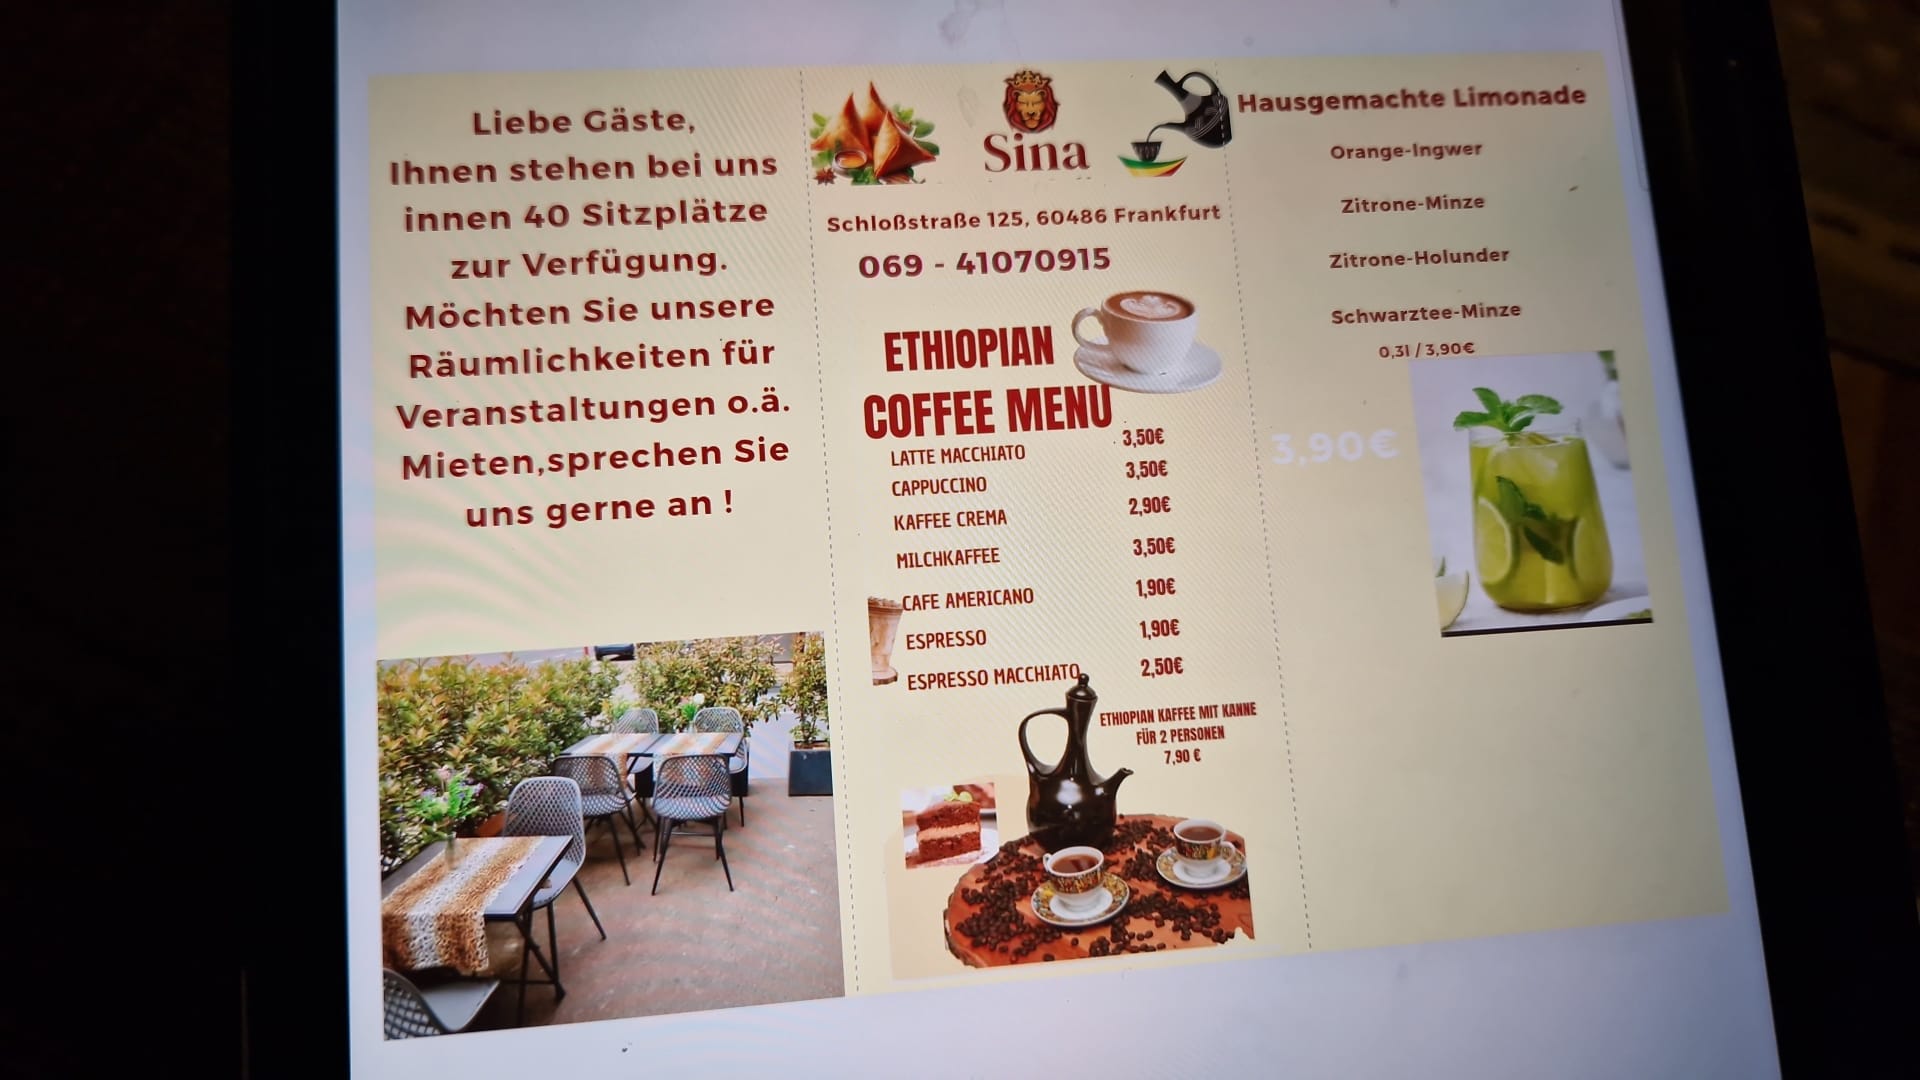 Liebe Gäste,
Ihnen stehen bei uns
innen 40 Sitzplätze
zur Verfügung.
Möchten Sie unsere
Räumlichkeiten für
Veranstaltungen o.ä.
Mieten,sprechen Sie
uns gerne an !
Sina
Schloßstraße 125, 60486 Frankfurt
069 - 41070915
ETHIOPIAN
COFFEE MENU
LATTE MACCHIATO 3,50€
CAPPUCCINO 3,50€
KAFFEE CREMA 2,90€
MILCHKAFFEE 3,50€
CAFE AMERICANO 1,90€
ESPRESSO 1,90€
ESPRESSO MACCHIATO 2,50€
ETHIOPIAN KAFFEE MIT KANNE
FÜR 2 PERSONEN
7,90 €
Hausgemachte Limonade
Orange-Ingwer
Zitrone-Minze
Zitrone-Holunder
Schwarztee-Minze
0,3l / 3,90€
3,90€